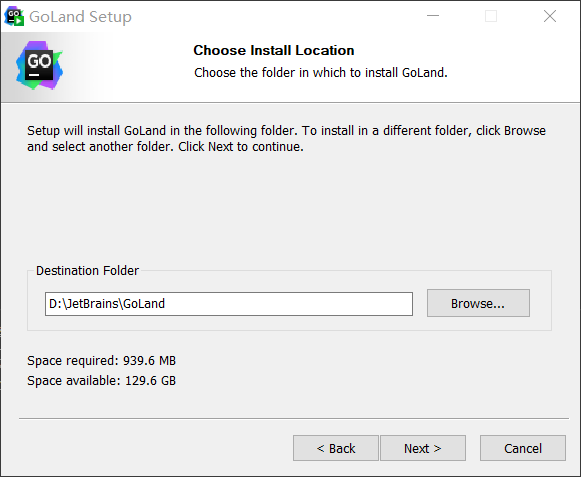 GoLand Setup
GO
Choose Install Location
Choose the folder in which to install GoLand.
Setup will install GoLand in the following folder. To install in a different folder, click Browse
and select another folder. Click Next to continue.
Destination Folder
D:\JetBrains\GoLand
Browse...
Space required: 939.6 MB
Space available: 129.6 GB
< Back
Next >
Cancel